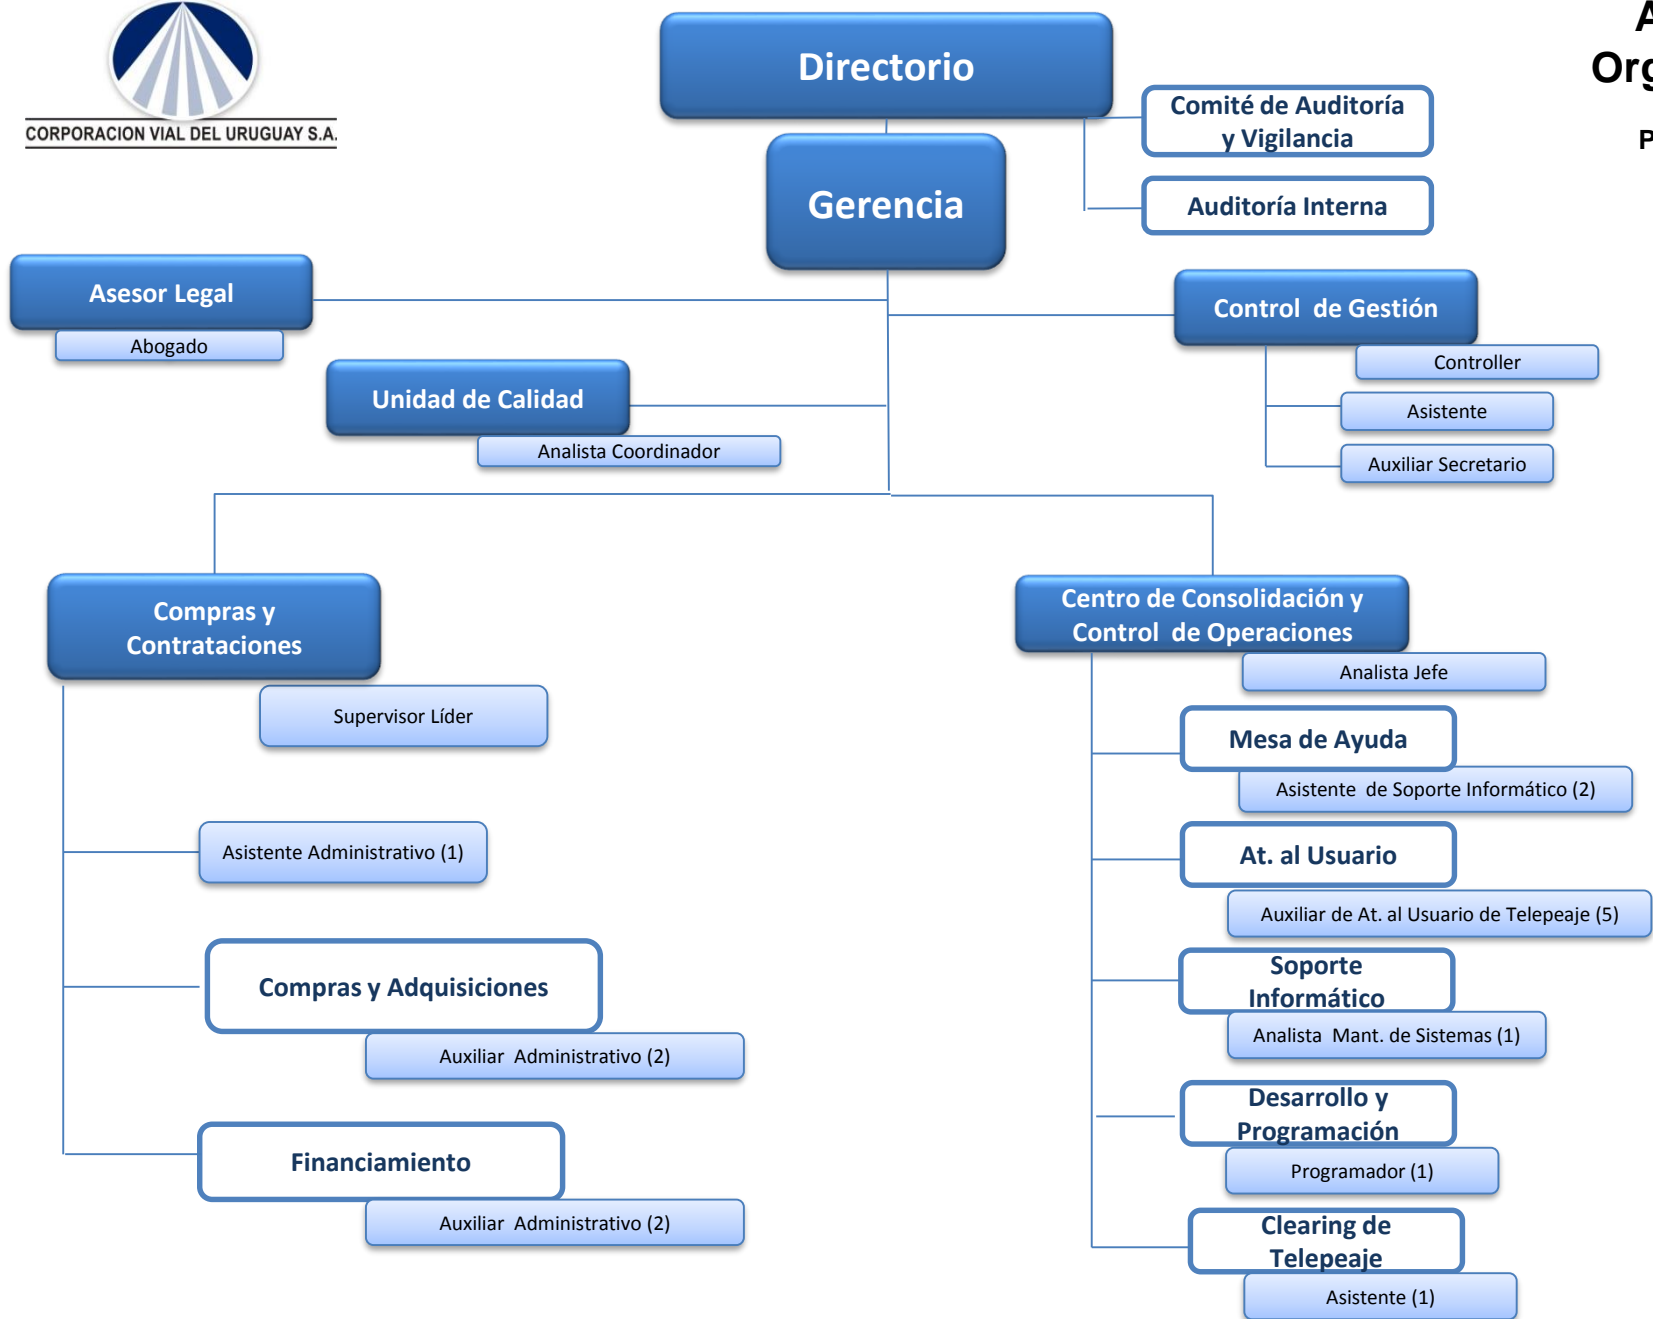 CORPORACION VIAL DEL URUGUAY S.A.
Directorio
Comité de Auditoría
y Vigilancia
Auditoría Interna
Gerencia
Asesor Legal
Abogado
Control de Gestión
Controller
Asistente
Auxiliar Secretario
Unidad de Calidad
Analista Coordinador
Compras y
Contrataciones
Supervisor Líder
Asistente Administrativo (1)
Compras y Adquisiciones
Auxiliar Administrativo (2)
Financiamiento
Auxiliar Administrativo (2)
Centro de Consolidación y
Control de Operaciones
Analista Jefe
Mesa de Ayuda
Asistente de Soporte Informático (2)
At. al Usuario
Auxiliar de At. al Usuario de Telepeaje (5)
Soporte
Informático
Analista Mant. de Sistemas (1)
Desarrollo y
Programación
Programador (1)
Clearing de
Telepeaje
Asistente (1)